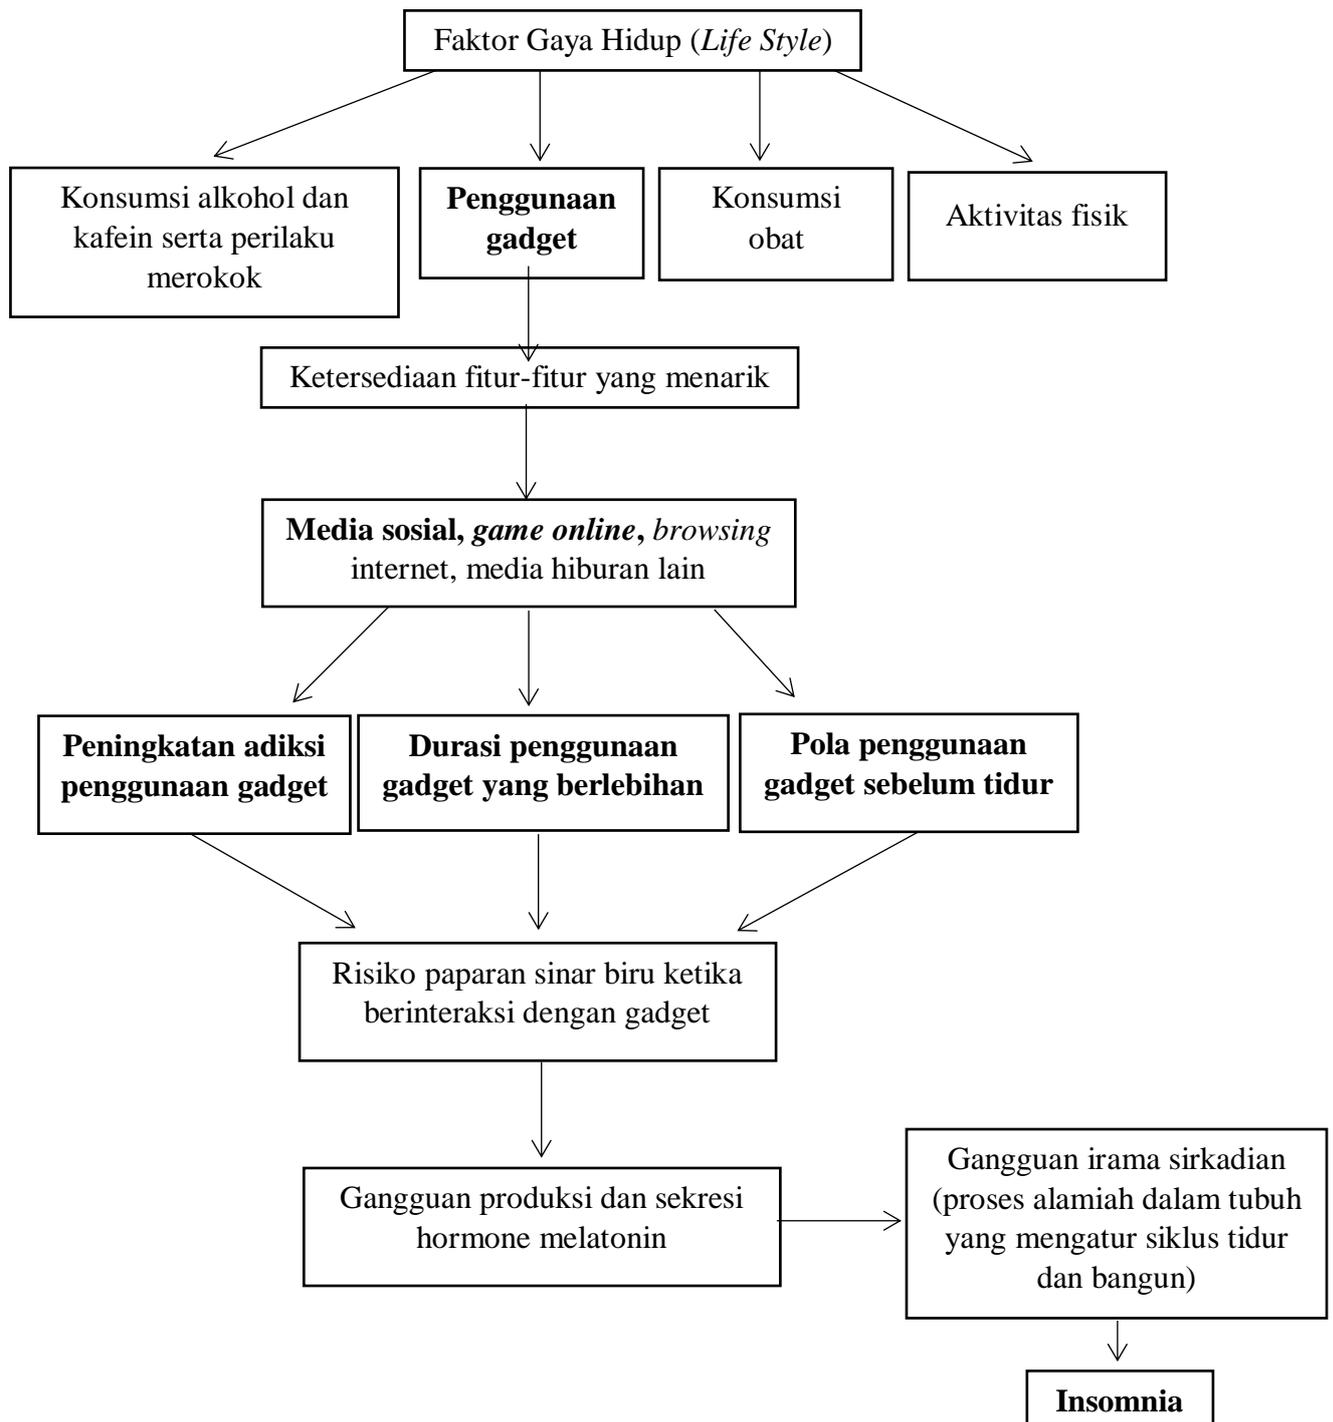 Faktor Gaya Hidup (Life Style)
Konsumsi alkohol dan
kafein serta perilaku
merokok
Penggunaan
gadget
Konsumsi
obat
Aktivitas fisik
Ketersediaan fitur-fitur yang menarik
Media sosial, game online, browsing
internet, media hiburan lain
Peningkatan adiksi
penggunaan gadget
Durasi penggunaan
gadget yang berlebihan
Pola penggunaan
gadget sebelum tidur
Risiko paparan sinar biru ketika
berinteraksi dengan gadget
Gangguan produksi dan sekresi
hormone melatonin
Gangguan irama sirkadian
(proses alamiah dalam tubuh
yang mengatur siklus tidur
dan bangun)
Insomnia